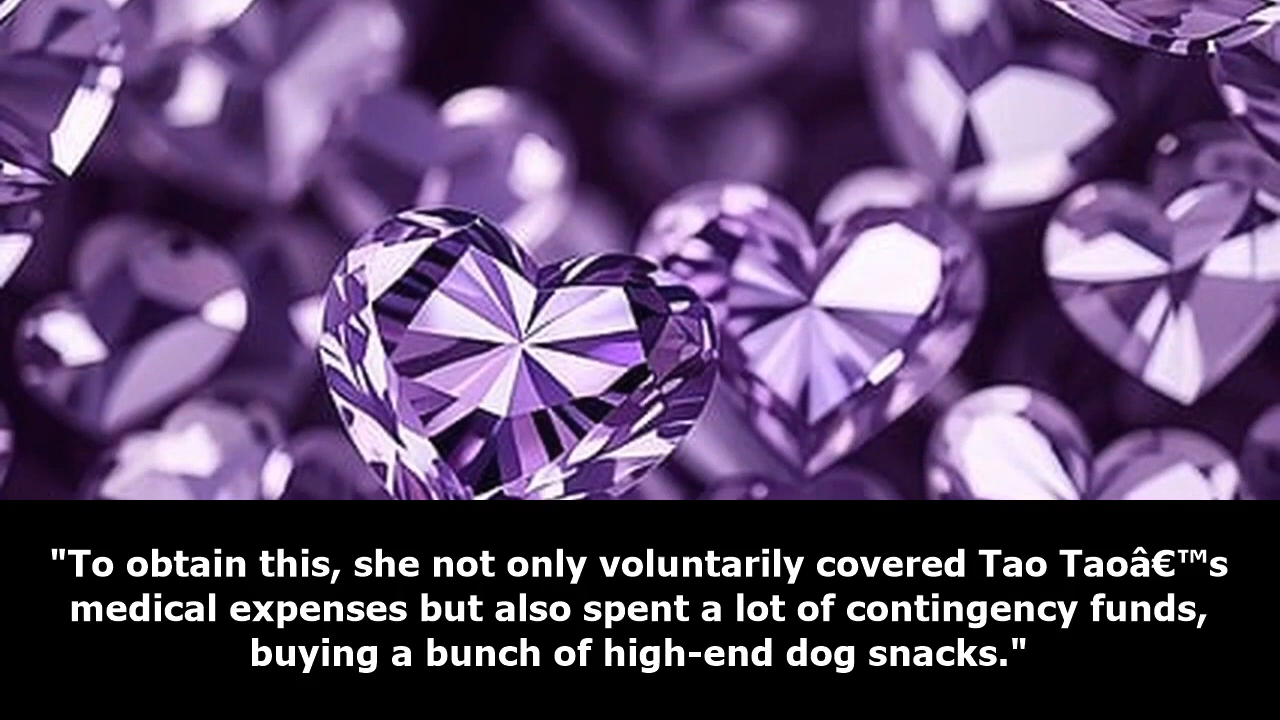 "To obtain this, she not only voluntarily covered Tao Taoâ€™s
medical expenses but also spent a lot of contingency funds,
buying a bunch of high-end dog snacks."